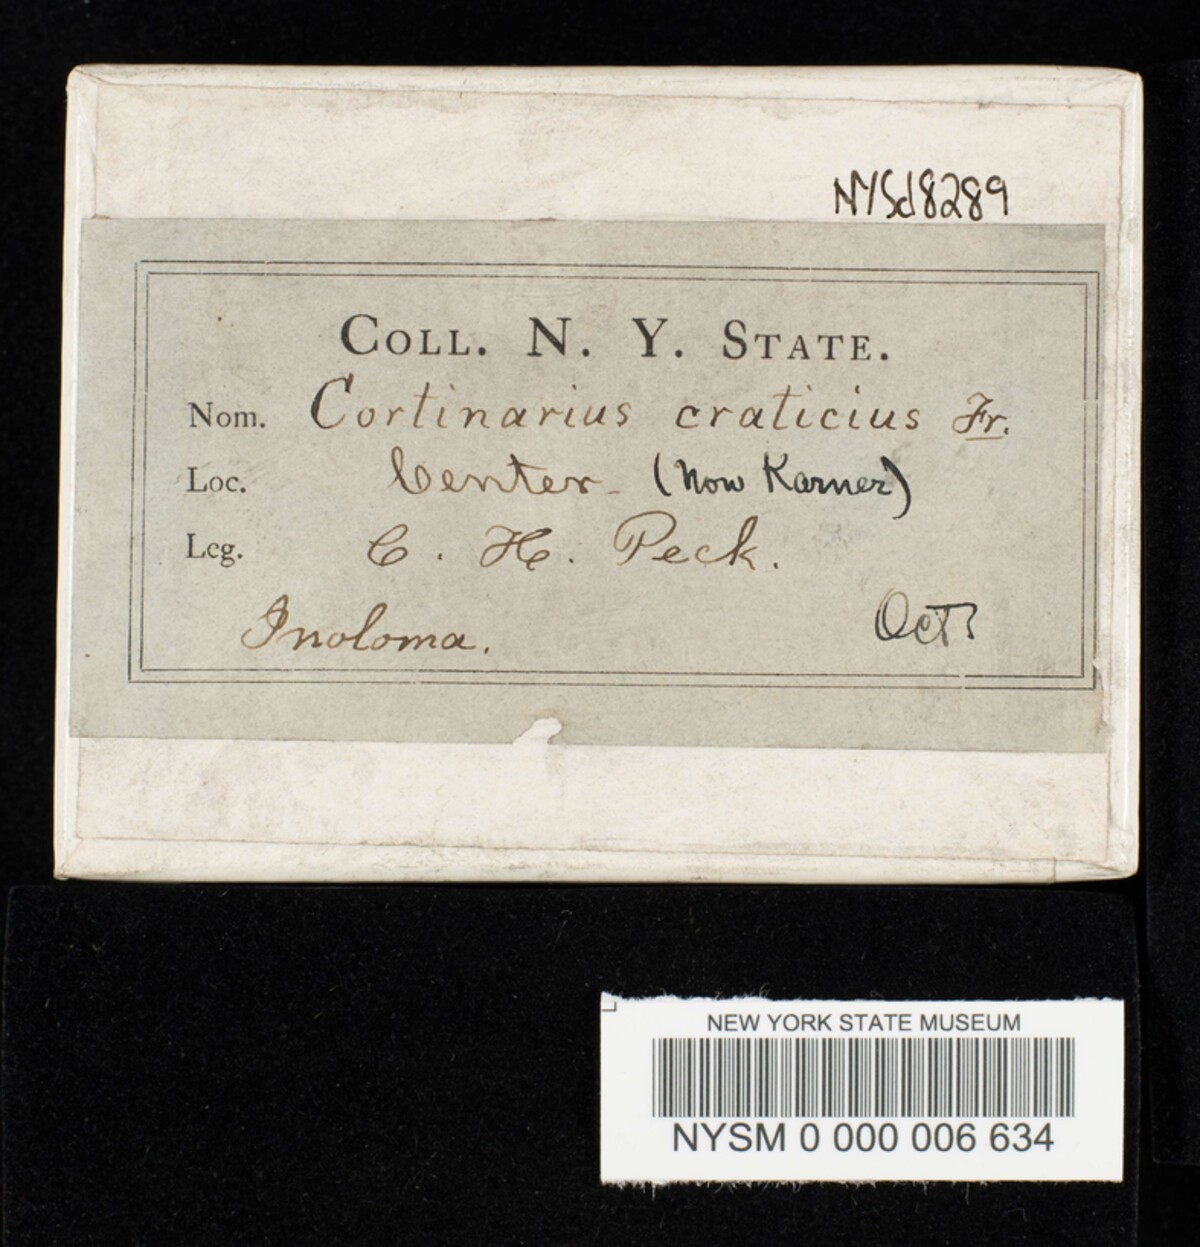 NYSd8289
COLL. N. Y. STATE.
Nom. Cortinarius craticius Fr.
Loc. Center - (Now Karner)
Leg. C. H. Peck.
Inoloma. Oct
NEW YORK STATE MUSEUM
NYSM 0 000 006 634